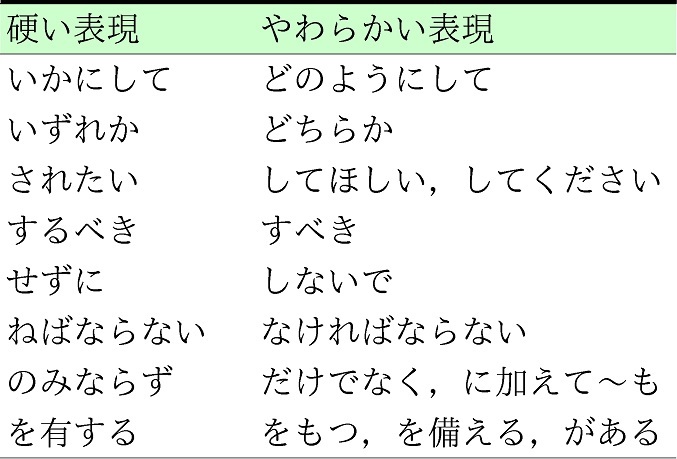 硬い表現 やわらかい表現
いかにして どのようにして
いずれか どちらか
されたい してほしい，してください
するべき すべき
せずに しないで
ねばならない なければならない
のみならず だけでなく，に加えて～も
を有する をもつ，を備える，がある